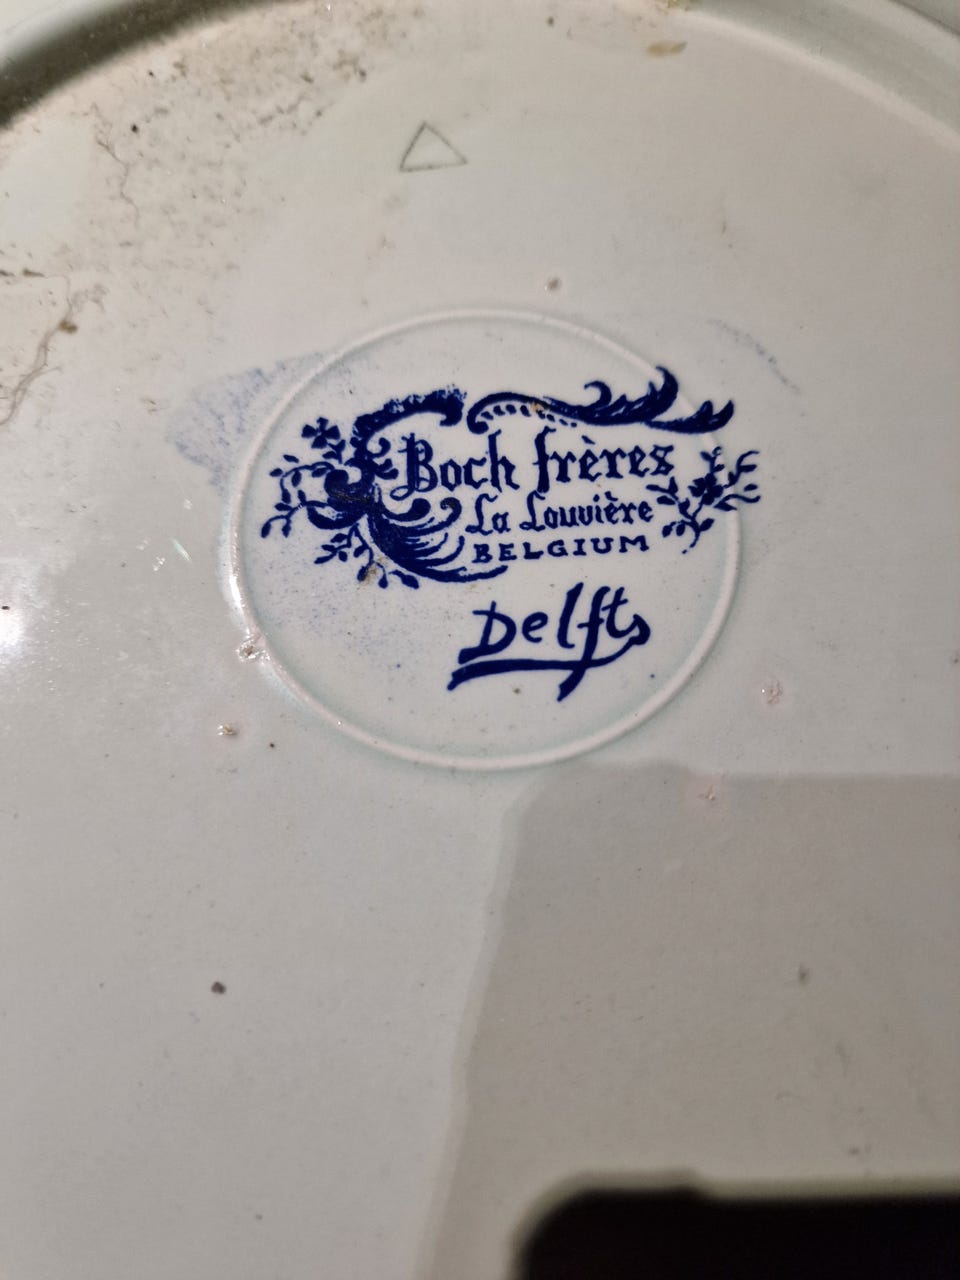 Boch frères
La Louvière
BELGIUM
Delft